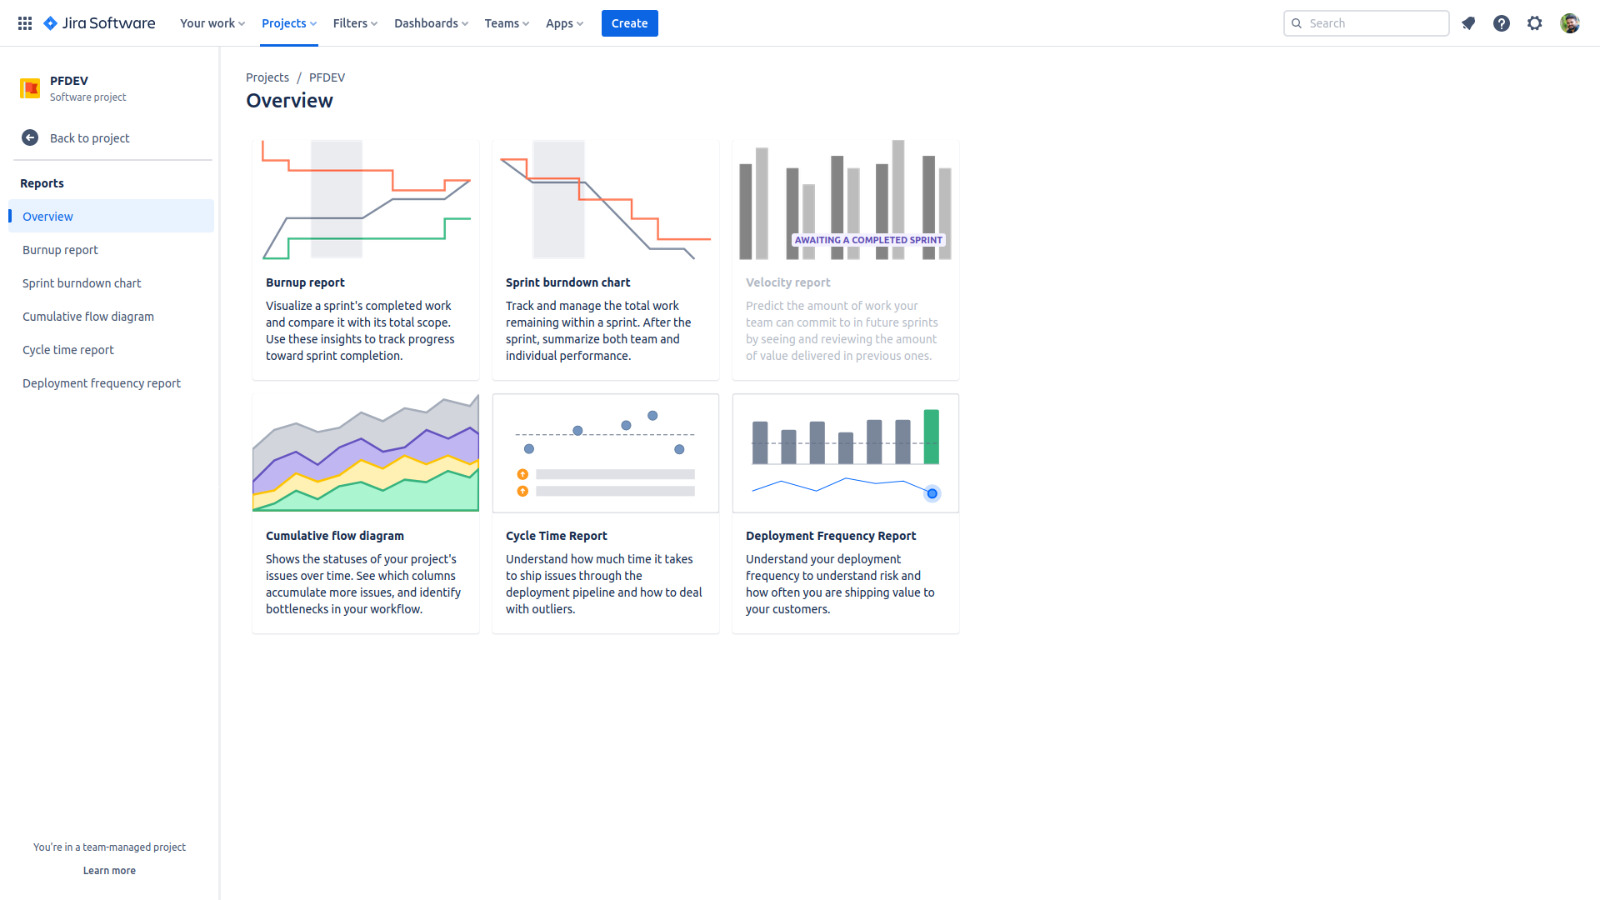 Jira Software
Your work
Projects
Filters
Dashboards
Teams
Apps
Create
Search
PFDEV
Software project
Back to project
Reports
Overview
Burnup report
Sprint burndown chart
Cumulative flow diagram
Cycle time report
Deployment frequency report
You're in a team-managed project
Learn more
Projects / PFDEV
Overview
Burnup report
Visualize a sprint's completed work
and compare it with its total scope.
Use these insights to track progress
toward sprint completion.
Sprint burndown chart
Track and manage the total work
remaining within a sprint. After the
sprint, summarize both team and
individual performance.
AWAITING A COMPLETED SPRINT
Velocity report
Predict the amount of work your
team can commit to in future sprints
by seeing and reviewing the amount
of value delivered in previous ones.
Cumulative flow diagram
Shows the statuses of your project's
issues over time. See which columns
accumulate more issues, and identify
bottlenecks in your workflow.
Cycle Time Report
Understand how much time it takes
to ship issues through the
deployment pipeline and how to deal
with outliers.
Deployment Frequency Report
Understand your deployment
frequency to understand risk and
how often you are shipping value to
your customers.